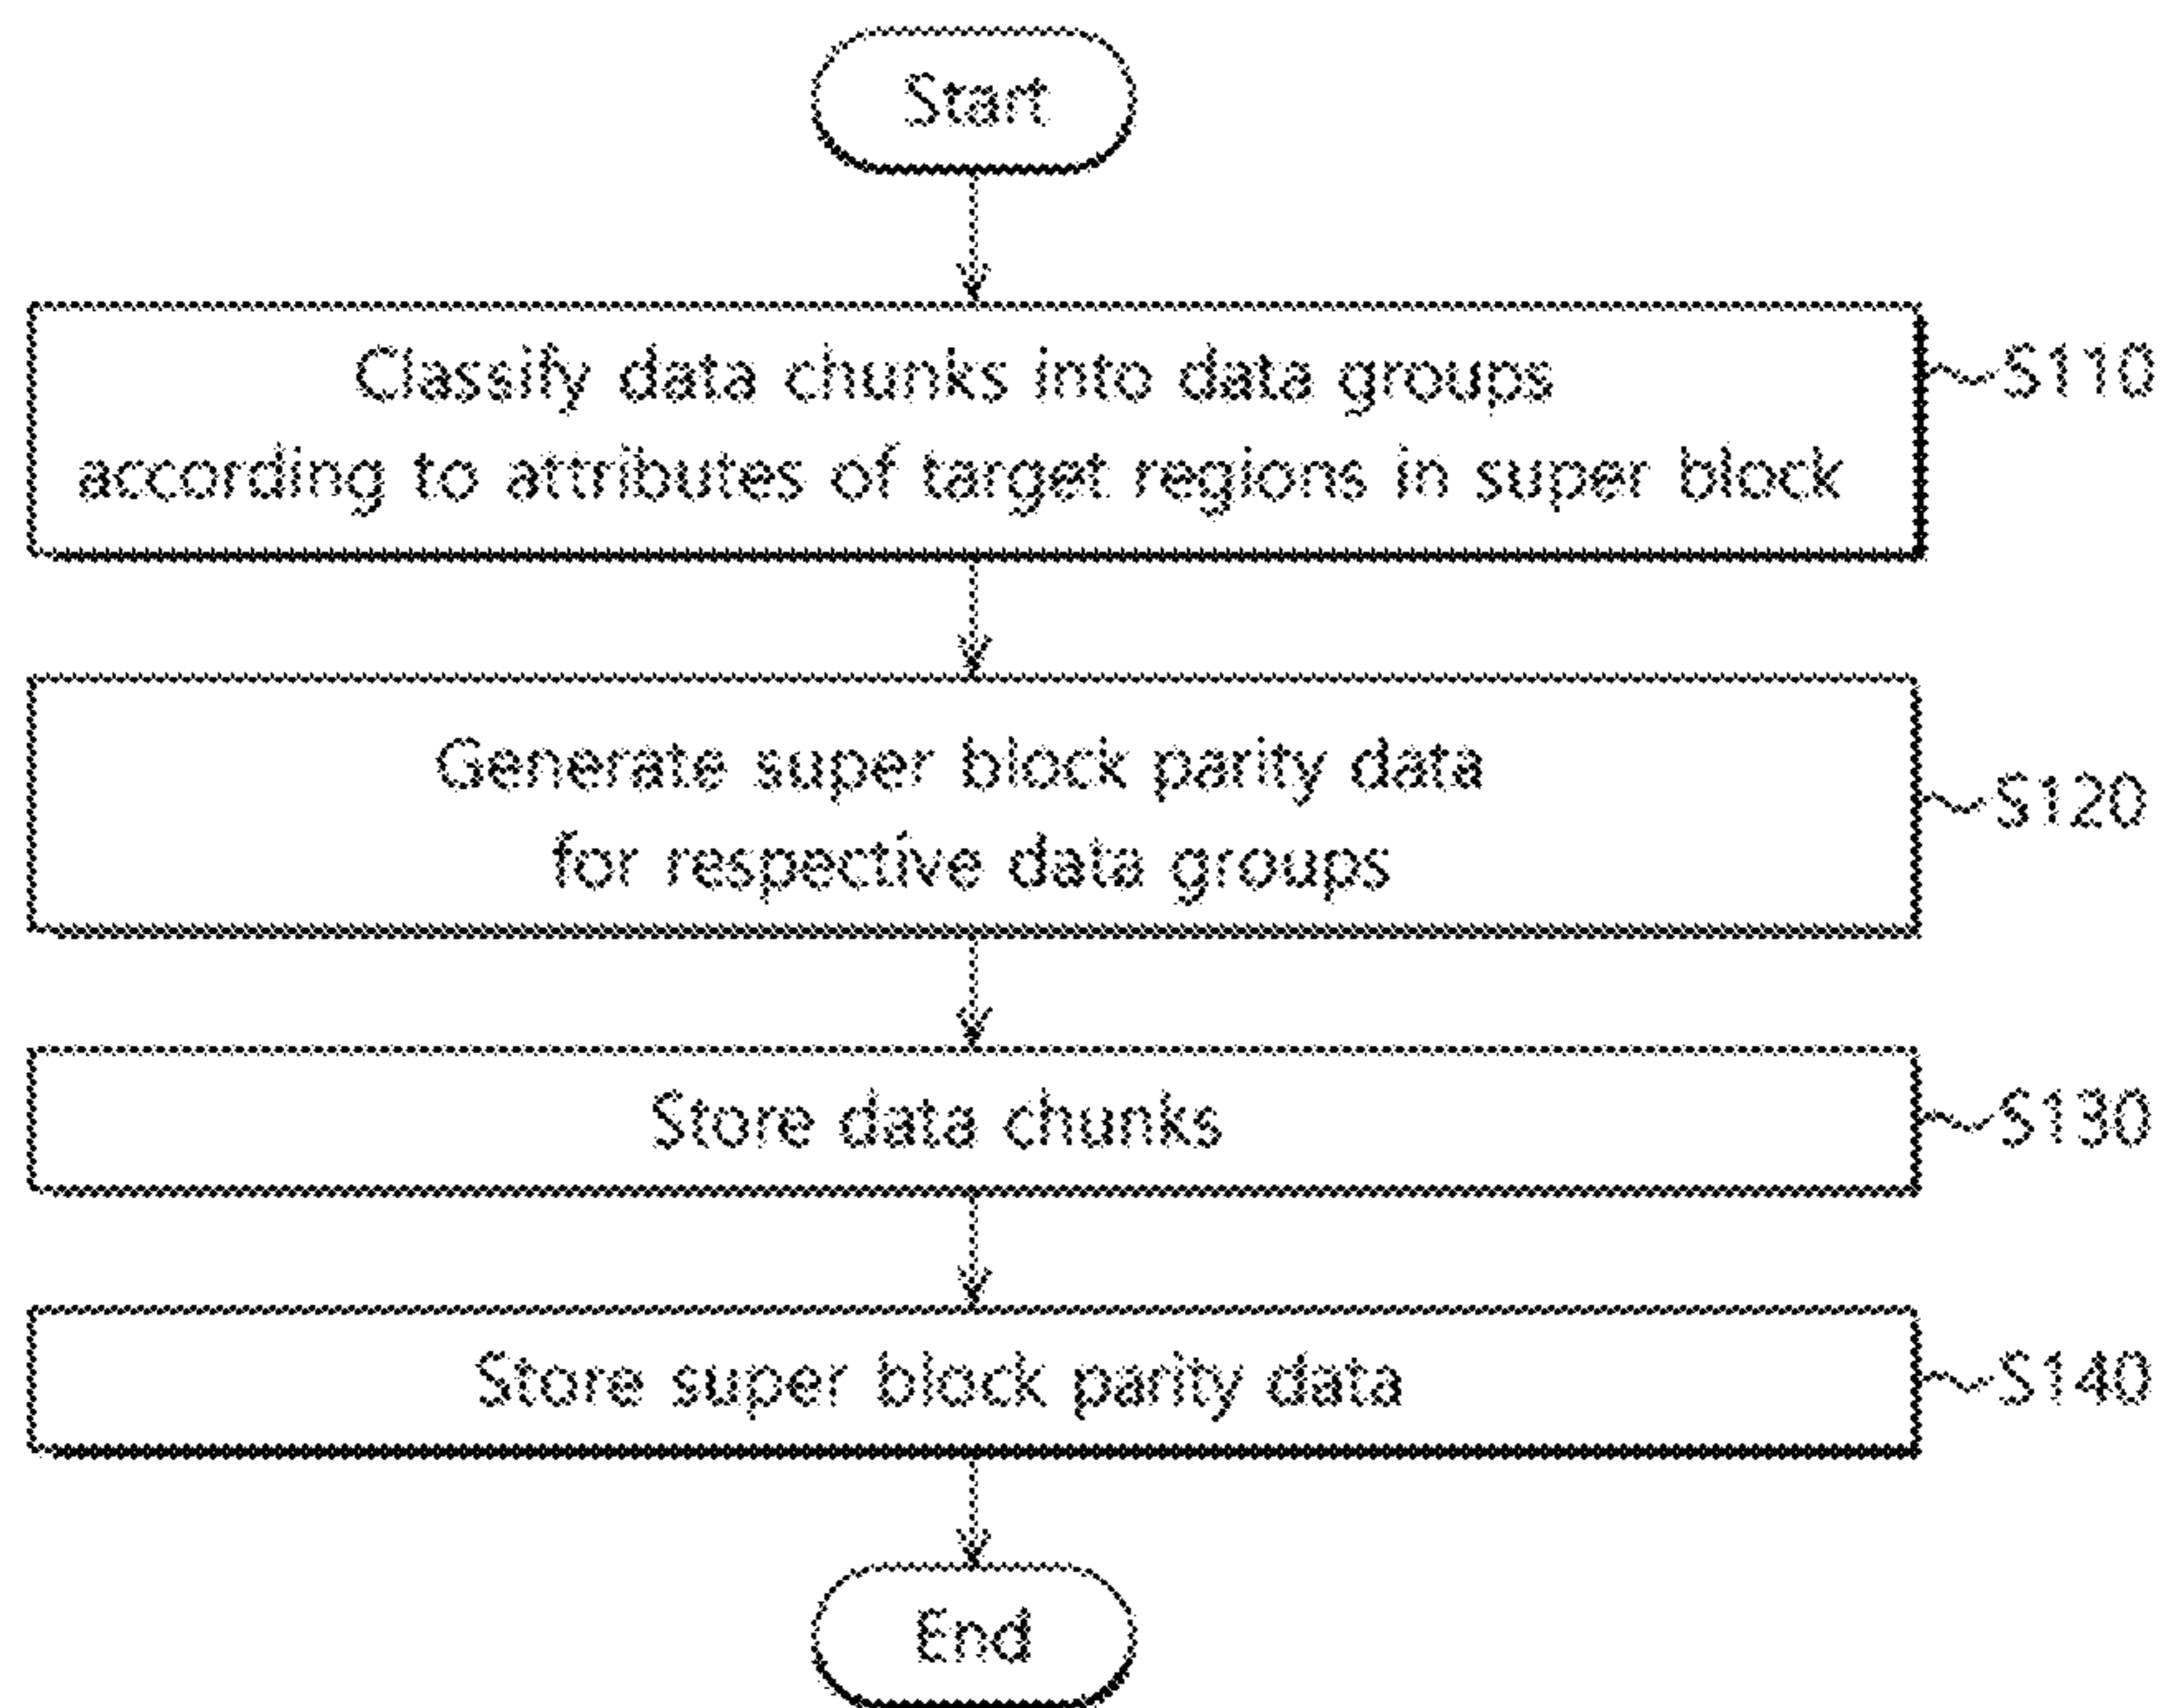 Start
Classify data chunks into data groups
according to attributes of target regions in super block
S110
Generate super block parity data
for respective data groups
S120
Store data chunks
S130
Store super block parity data
S140
End